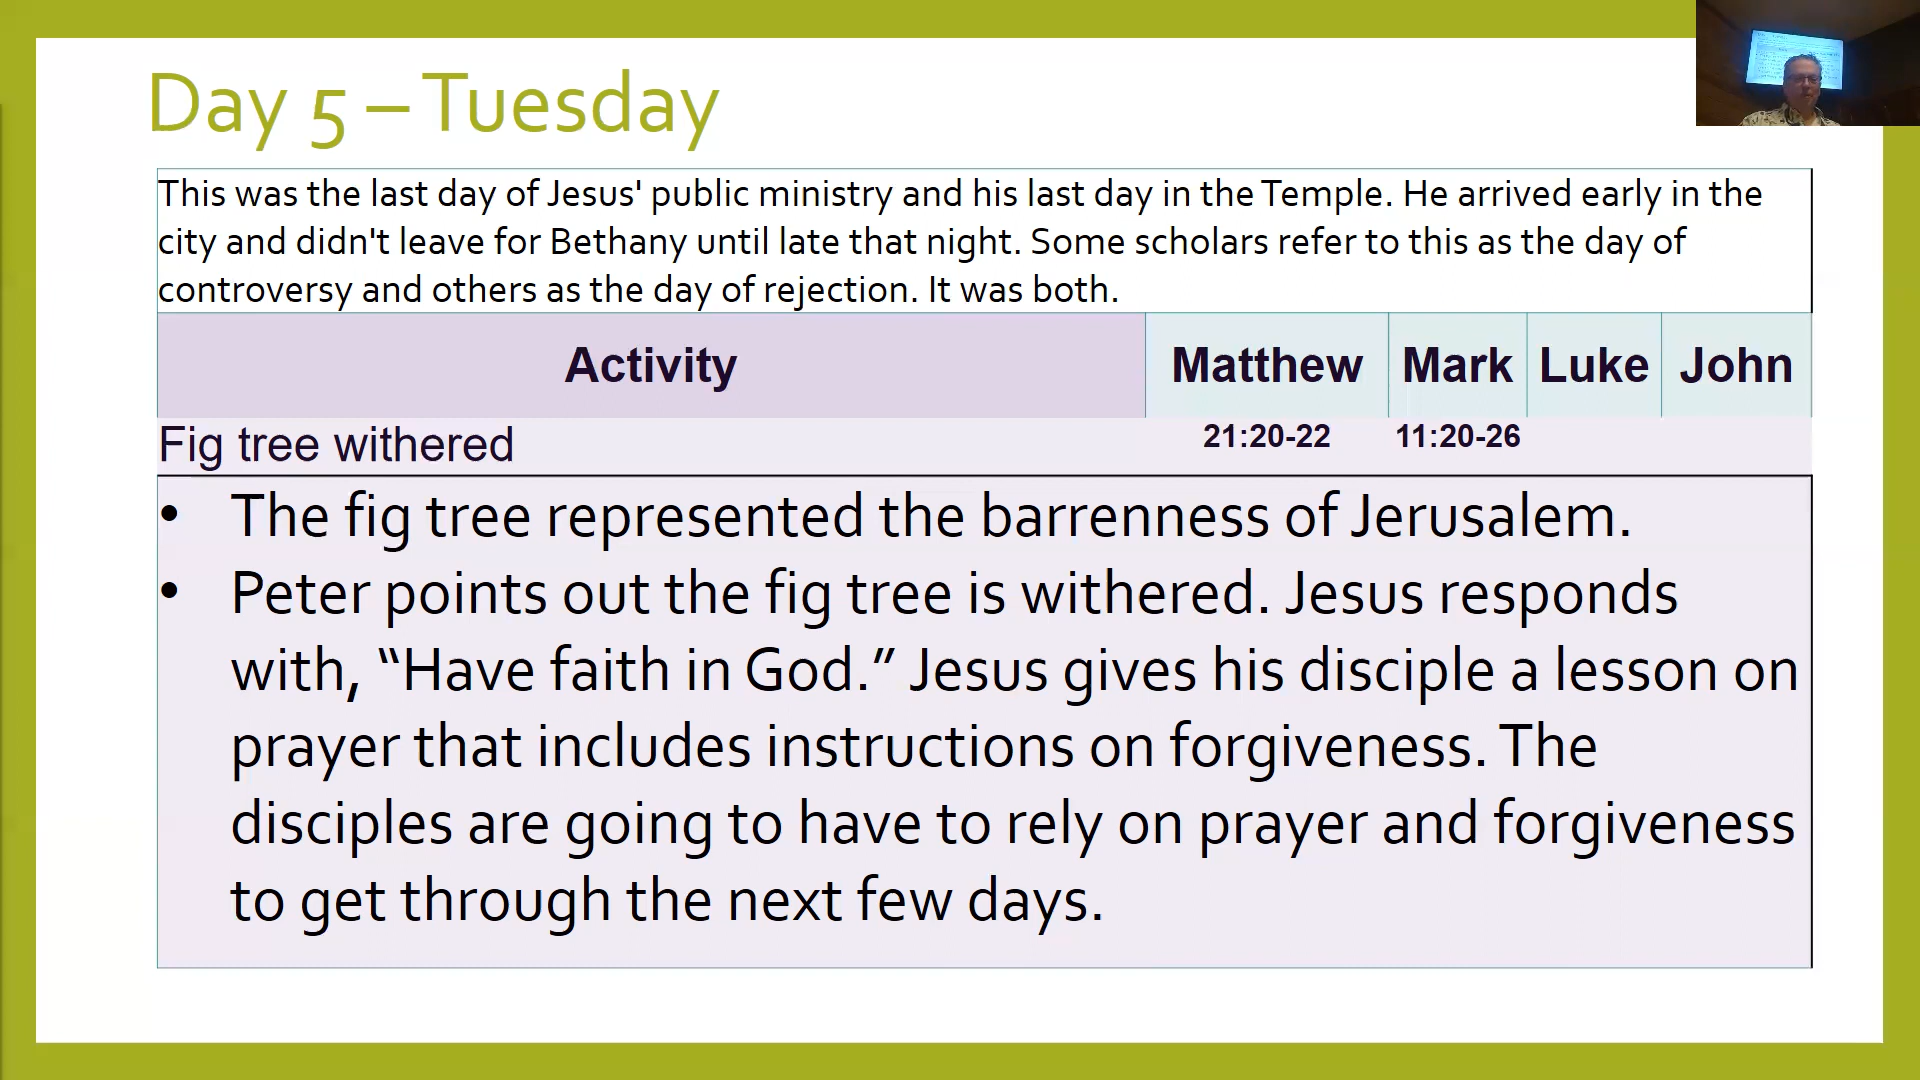 Day 5 – Tuesday
This was the last day of Jesus' public ministry and his last day in the Temple. He arrived early in the
city and didn't leave for Bethany until late that night. Some scholars refer to this as the day of
controversy and others as the day of rejection. It was both.
Activity Matthew Mark Luke John
Fig tree withered 21:20-22 11:20-26
• The fig tree represented the barrenness of Jerusalem.
• Peter points out the fig tree is withered. Jesus responds
with, “Have faith in God.” Jesus gives his disciple a lesson on
prayer that includes instructions on forgiveness. The
disciples are going to have to rely on prayer and forgiveness
to get through the next few days.